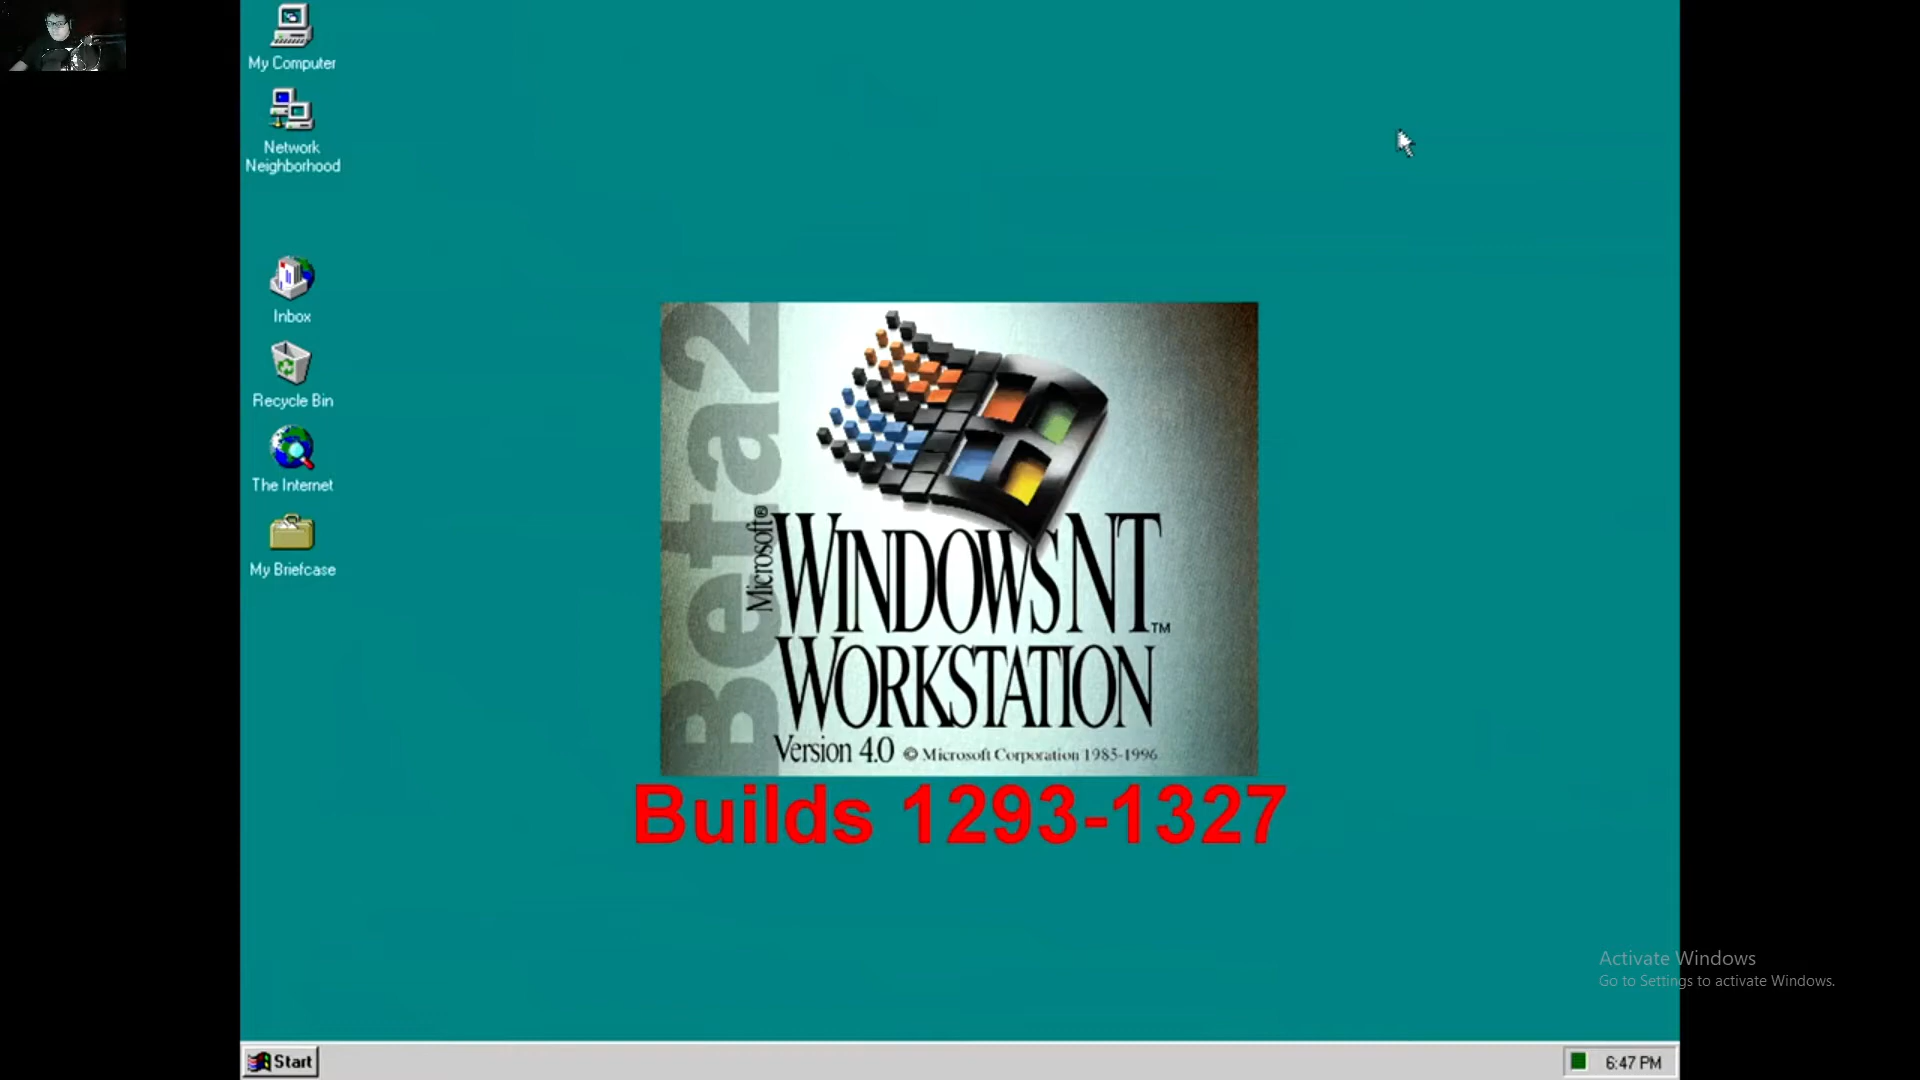 My Computer
Network
Neighborhood
Inbox
Recycle Bin
The Internet
My Briefcase
Beta2
Microsoft®
WINDOWS NT™
WORKSTATION
Version 4.0 © Microsoft Corporation 1985-1996
Builds 1293-1327
Activate Windows
Go to Settings to activate Windows.
Start
6:47 PM